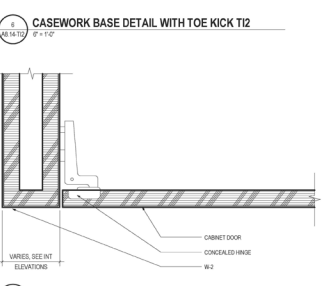 6
A6.14-TI2
CASEWORK BASE DETAIL WITH TOE KICK TI2
6" = 1'-0"
CABINET DOOR
CONCEALED HINGE
W-2
VARIES, SEE INT
ELEVATIONS